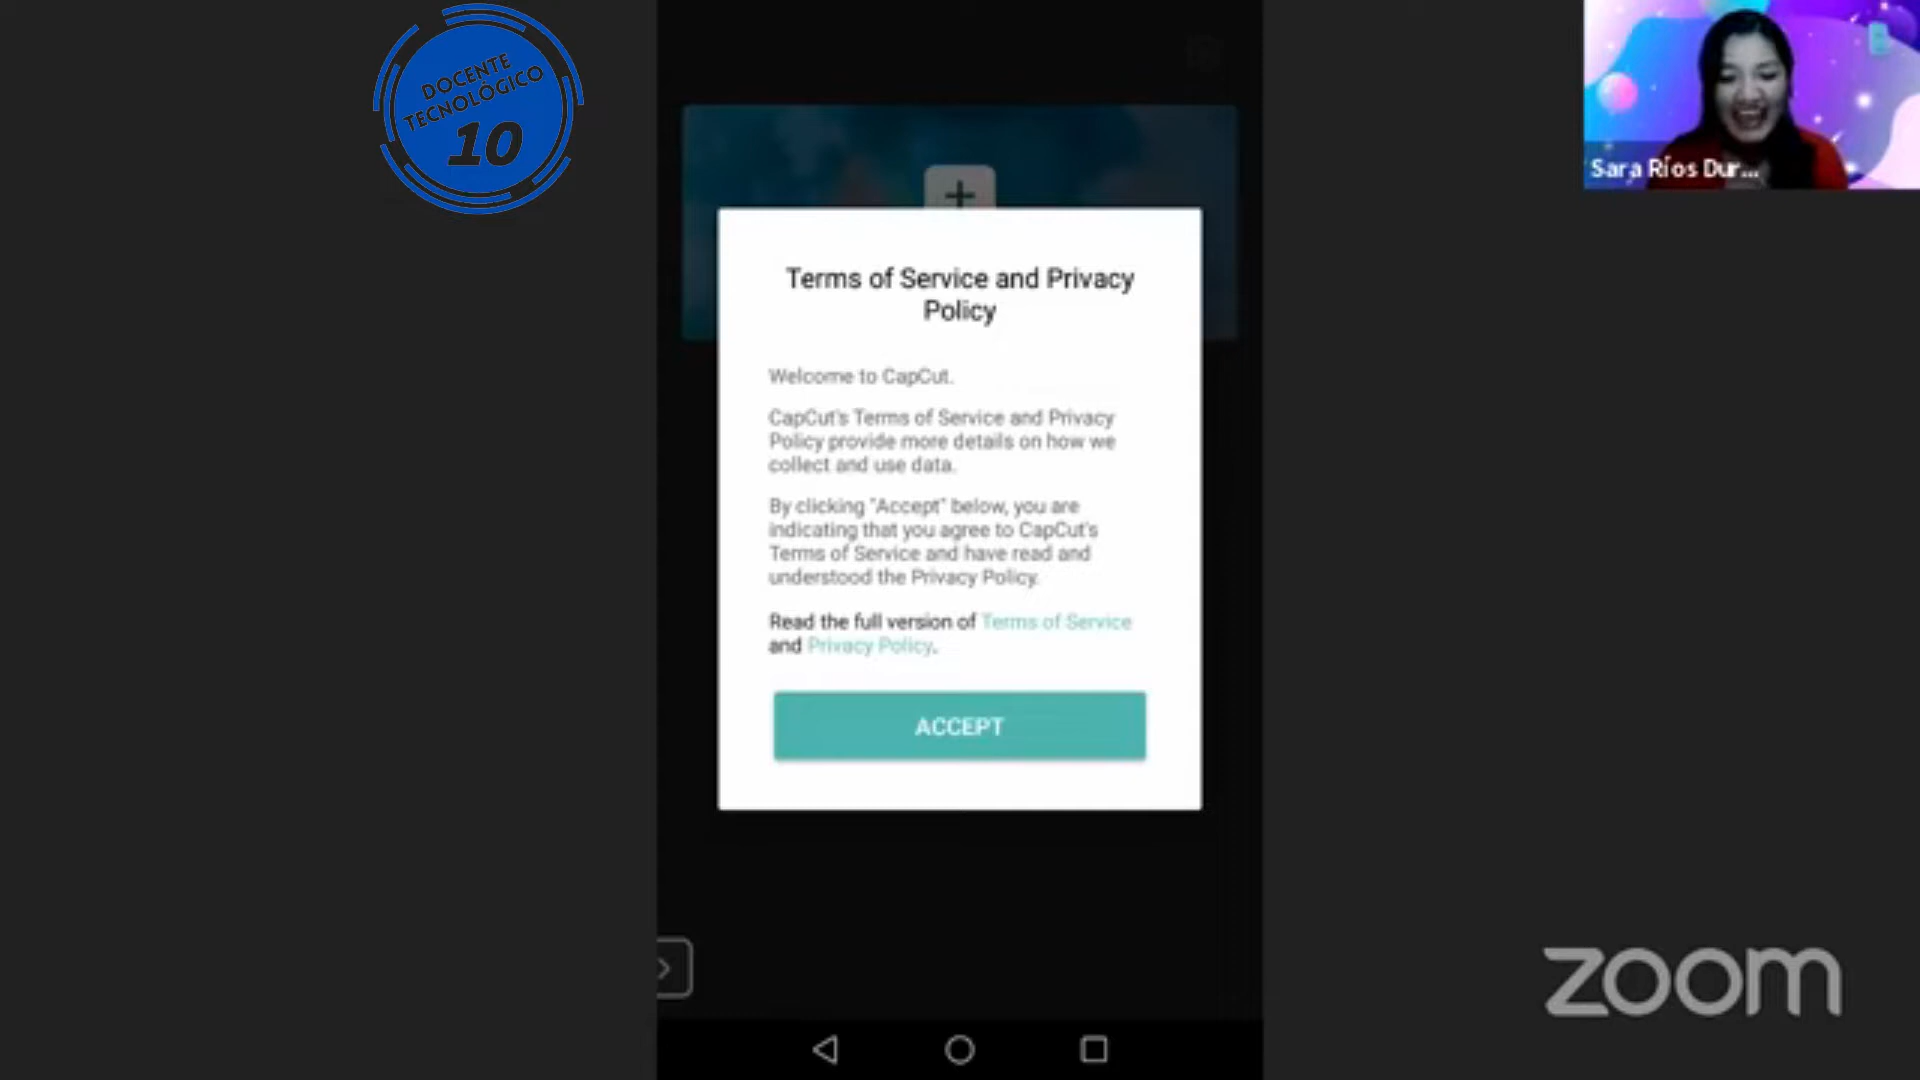 DOCENTE
TECNOLÓGICO
10
Sara Ríos Dur...
+
Terms of Service and Privacy
Policy
Welcome to CapCut.
CapCut's Terms of Service and Privacy
Policy provide more details on how we
collect and use data.
By clicking "Accept" below, you are
indicating that you agree to CapCut's
Terms of Service and have read and
understood the Privacy Policy.
Read the full version of Terms of Service
and Privacy Policy.
ACCEPT
zoom